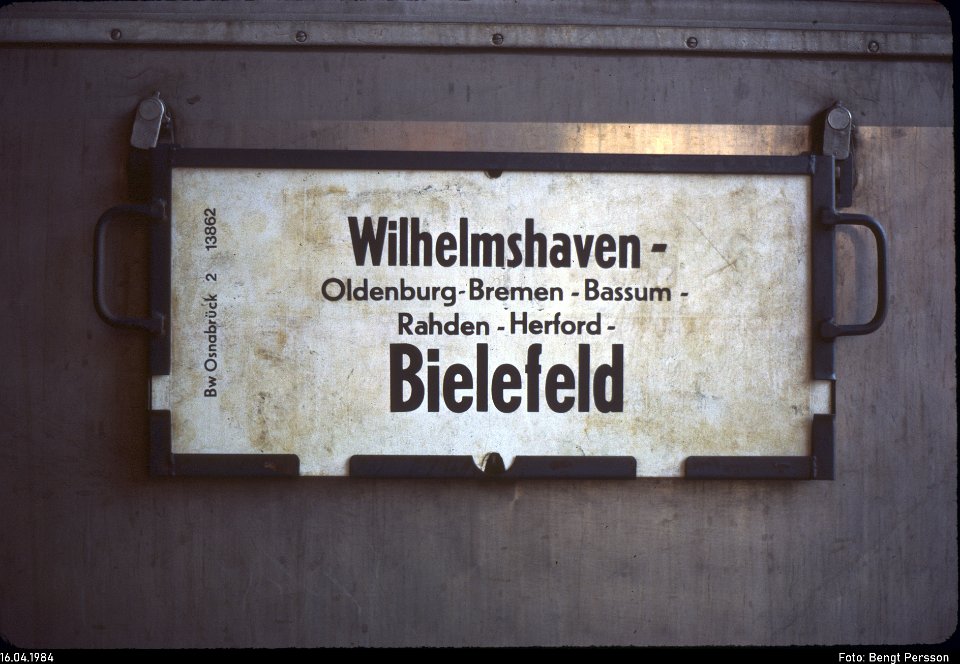 Bw Osnabrück 2 13862
Wilhelmshaven -
Oldenburg - Bremen - Bassum -
Rahden - Herford -
Bielefeld
16.04.1984
Foto: Bengt Persson